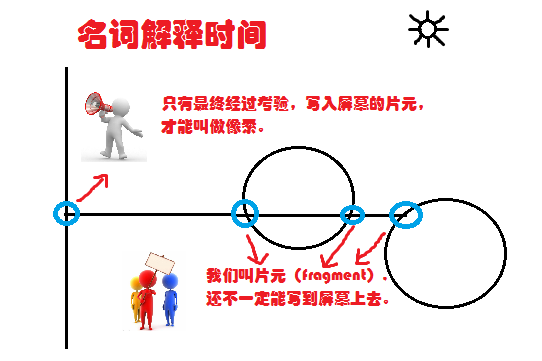 名词解释时间
只有最终经过考验，写入屏幕的片元，
才能叫做像素。
我们叫片元（fragment），
还不一定能写到屏幕上去。